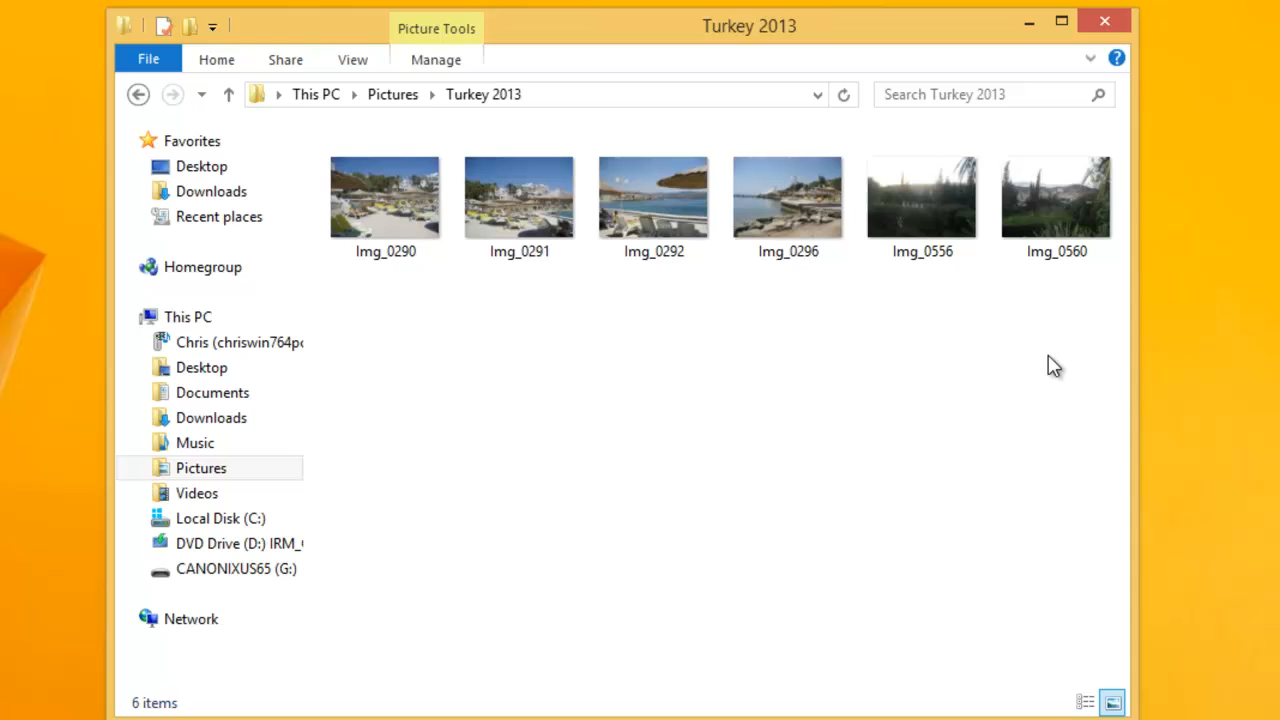 Picture Tools
Turkey 2013
File
Home
Share
View
Manage
This PC
Pictures
Turkey 2013
Search Turkey 2013
Favorites
Desktop
Downloads
Recent places
Homegroup
This PC
Chris (chriswin764pc
Desktop
Documents
Downloads
Music
Pictures
Videos
Local Disk (C:)
DVD Drive (D:) IRM_
CANONIXUS65 (G:)
Network
Img_0290
Img_0291
Img_0292
Img_0296
Img_0556
Img_0560
6 items